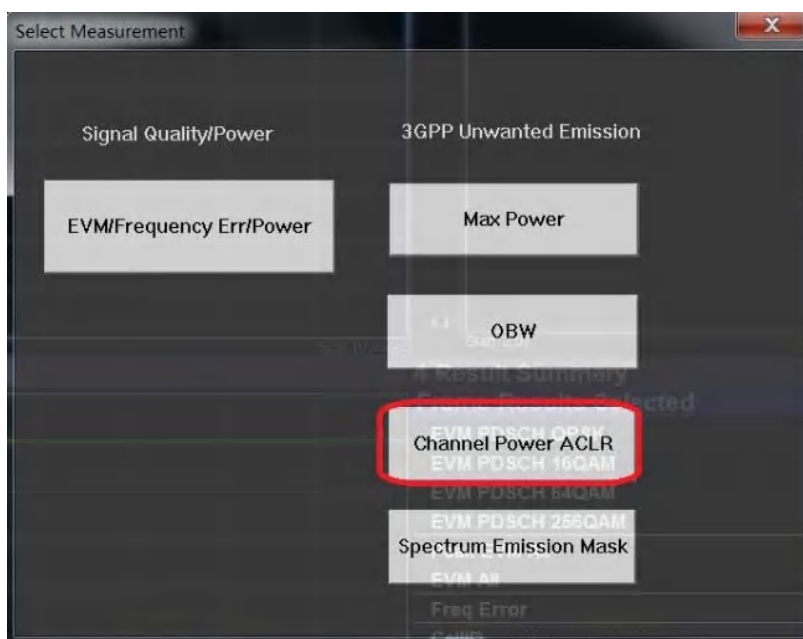 Select Measurement
X
Signal Quality/Power
3GPP Unwanted Emission
EVM/Frequency Err/Power
Max Power
OBW
4 Result Summary
Frame Results Selected
Channel Power ACLR
EVM PDSCH QPSK
EVM PDSCH 16QAM
EVM PDSCH 64QAM
EVM PDSCH 256QAM
Spectrum Emission Mask
EVM All
Freq Error